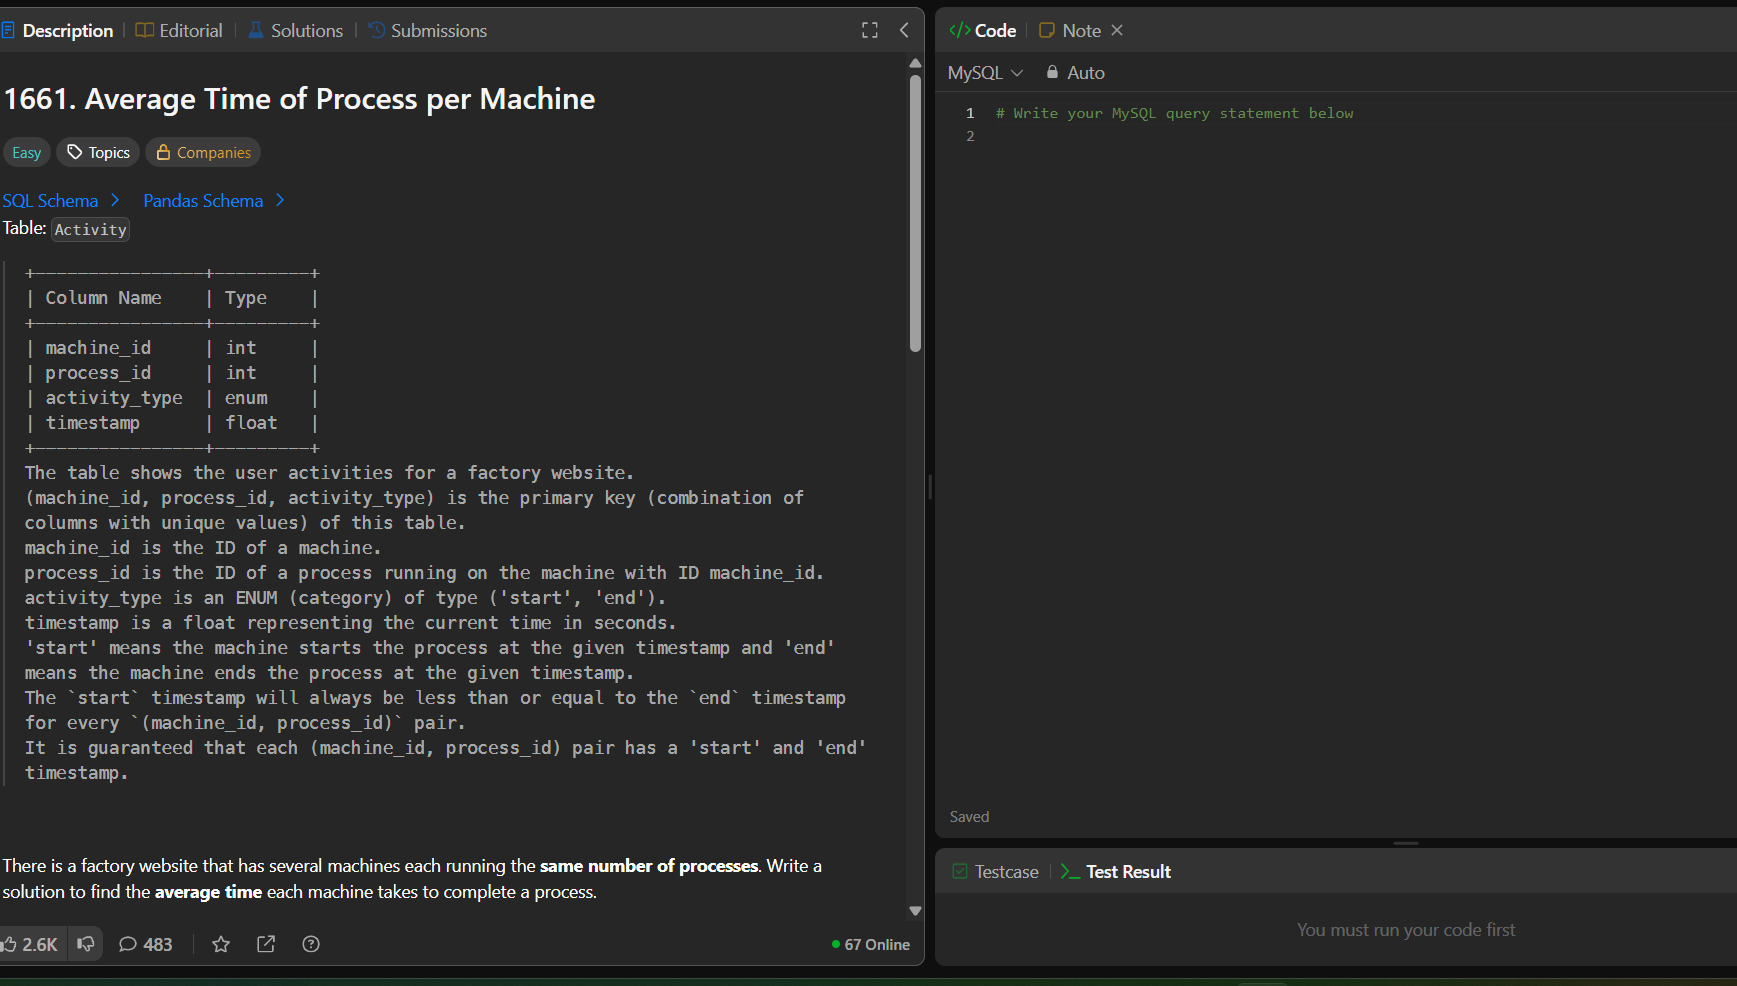 Description | Editorial | Solutions | Submissions
1661. Average Time of Process per Machine
Easy Topics Companies
SQL Schema > Pandas Schema >
Table: Activity
+----------------+---------+
| Column Name    | Type    |
+----------------+---------+
| machine_id     | int     |
| process_id     | int     |
| activity_type  | enum    |
| timestamp      | float   |
+----------------+---------+
The table shows the user activities for a factory website.
(machine_id, process_id, activity_type) is the primary key (combination of
columns with unique values) of this table.
machine_id is the ID of a machine.
process_id is the ID of a process running on the machine with ID machine_id.
activity_type is an ENUM (category) of type ('start', 'end').
timestamp is a float representing the current time in seconds.
'start' means the machine starts the process at the given timestamp and 'end'
means the machine ends the process at the given timestamp.
The `start` timestamp will always be less than or equal to the `end` timestamp
for every `(machine_id, process_id)` pair.
It is guaranteed that each (machine_id, process_id) pair has a 'start' and 'end'
timestamp.
There is a factory website that has several machines each running the same number of processes. Write a
solution to find the average time each machine takes to complete a process.
2.6K 483 67 Online
</> Code | Note ×
MySQL Auto
1 # Write your MySQL query statement below
2
Saved
Testcase | >_ Test Result
You must run your code first